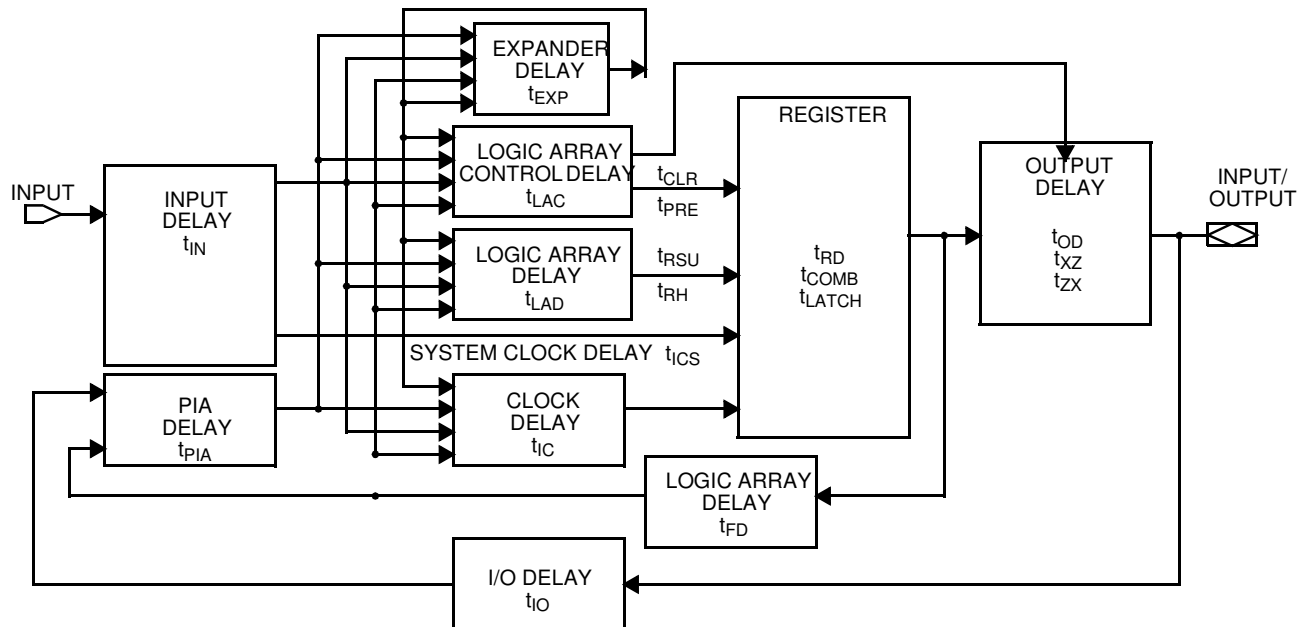 EXPANDER
DELAY
tEXP
REGISTER
LOGIC ARRAY
CONTROL DELAY
tLAC
tCLR
tPRE
OUTPUT
DELAY
tOD
tXZ
tZX
INPUT/
OUTPUT
INPUT
INPUT
DELAY
tIN
LOGIC ARRAY
DELAY
tLAD
tRSU
tRH
tRD
tCOMB
tLATCH
SYSTEM CLOCK DELAY tICS
PIA
DELAY
tPIA
CLOCK
DELAY
tIC
LOGIC ARRAY
DELAY
tFD
I/O DELAY
tIO